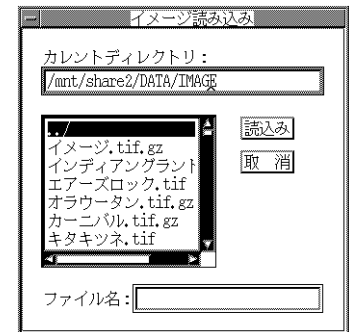 イメージ読み込み
カレントディレクトリ：
/mnt/share2/DATA/IMAGE
../
イメージ.tif.gz
インディアングラント
エアーズロック.tif
オラウータン.tif.gz
カーニバル.tif.gz
キタキツネ.tif
読込み
取　消
ファイル名：